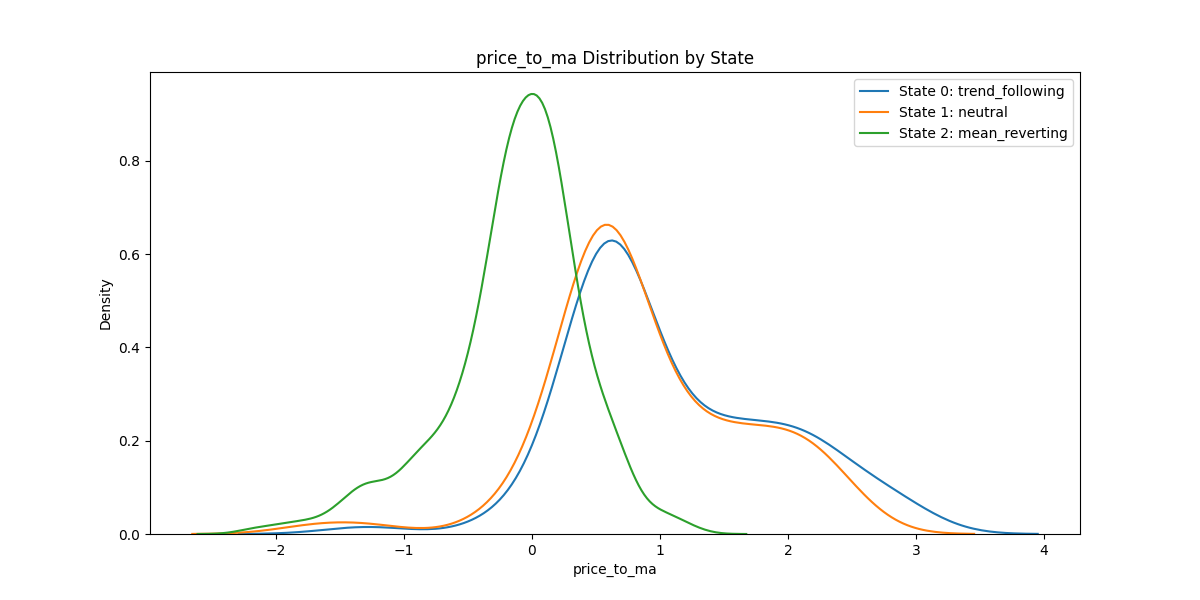 price_to_ma Distribution by State
State 0: trend_following
State 1: neutral
State 2: mean_reverting
Density
0.8
0.6
0.4
0.2
0.0
−2 −1 0 1 2 3 4
price_to_ma